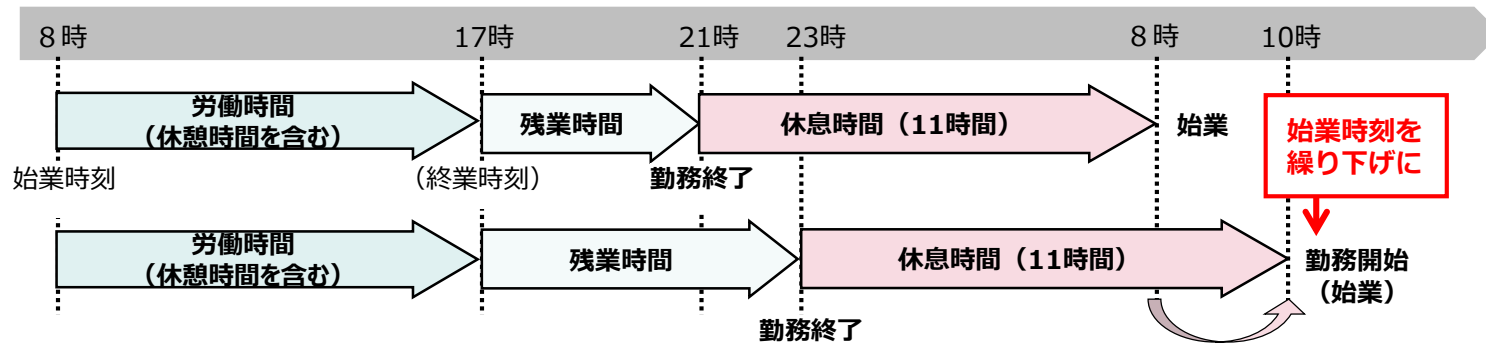 ８時 17時 21時 23時 ８時 10時
労働時間
（休憩時間を含む）
残業時間
休息時間（11時間）
始業
始業時刻を
繰り下げに
始業時刻
（終業時刻）
勤務終了
労働時間
（休憩時間を含む）
残業時間
休息時間（11時間）
勤務開始
（始業）
勤務終了